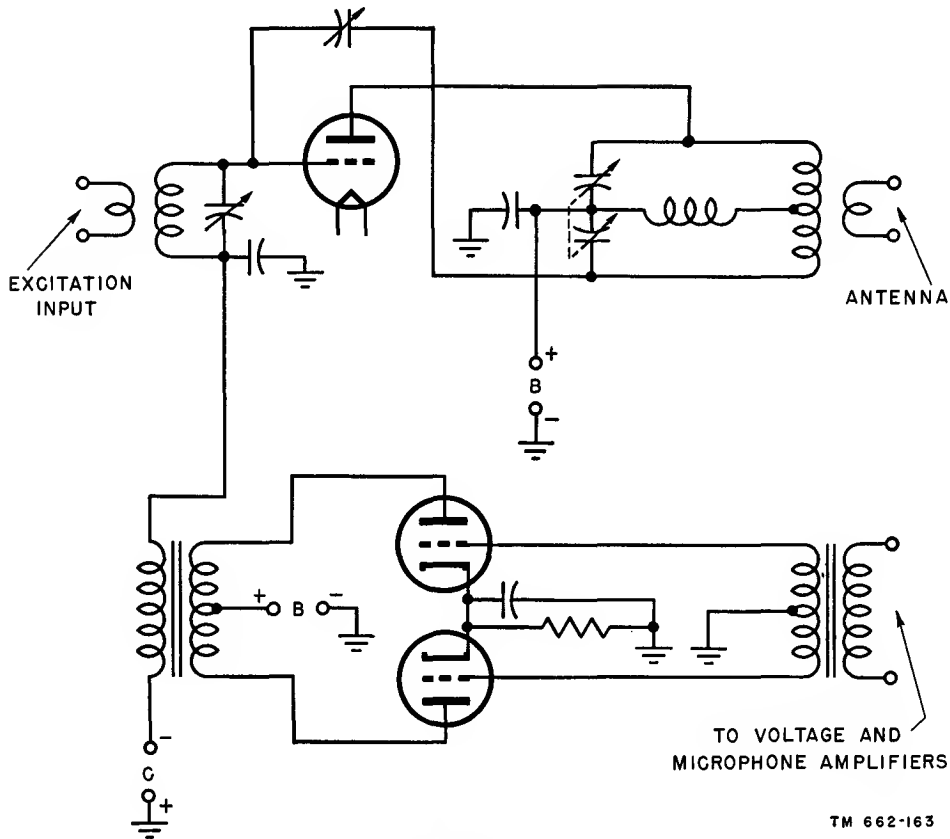 EXCITATION
INPUT
ANTENNA
+
B
-
+ B -
-
C
+
TO VOLTAGE AND
MICROPHONE AMPLIFIERS
TM 662-163